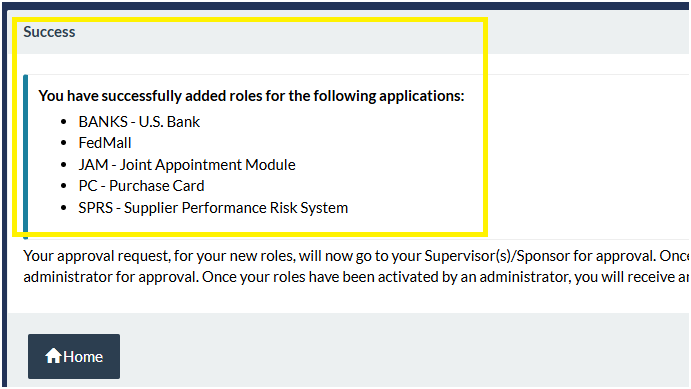 Success
You have successfully added roles for the following applications:
BANKS - U.S. Bank
FedMall
JAM - Joint Appointment Module
PC - Purchase Card
SPRS - Supplier Performance Risk System
Your approval request, for your new roles, will now go to your Supervisor(s)/Sponsor for approval. Once
administrator for approval. Once your roles have been activated by an administrator, you will receive
Home